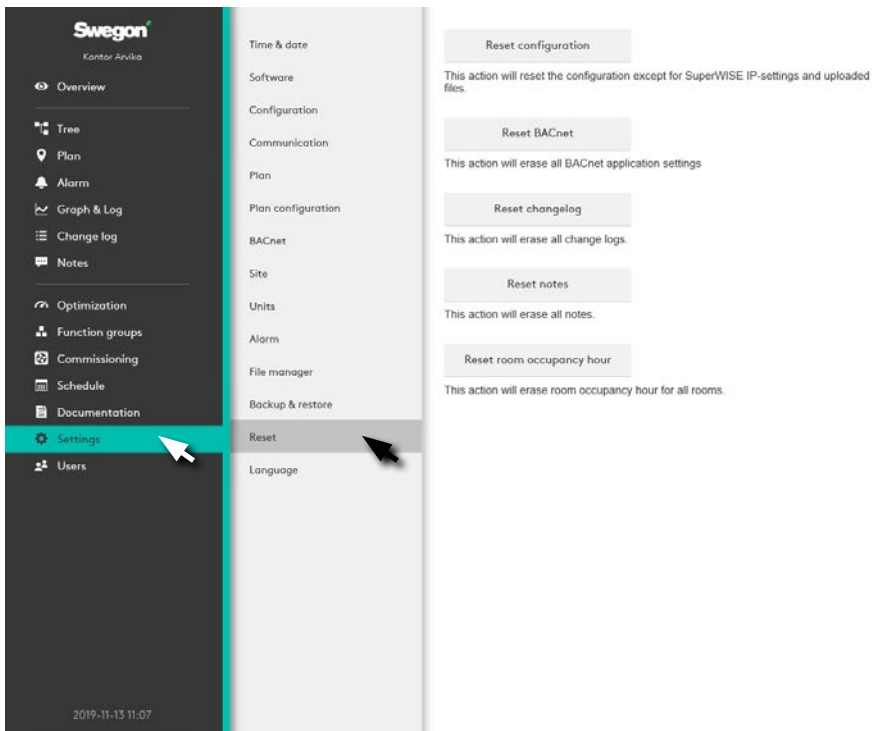 Swegon
Kontor Arvika
Overview
Tree
Plan
Alarm
Graph & Log
Change log
Notes
Optimization
Function groups
Commissioning
Schedule
Documentation
Settings
Users
2019-11-13 11:07
Time & date
Software
Configuration
Communication
Plan
Plan configuration
BACnet
Site
Units
Alarm
File manager
Backup & restore
Reset
Language
Reset configuration
This action will reset the configuration except for SuperWISE IP-settings and uploaded
files.
Reset BACnet
This action will erase all BACnet application settings
Reset changelog
This action will erase all change logs.
Reset notes
This action will erase all notes.
Reset room occupancy hour
This action will erase room occupancy hour for all rooms.